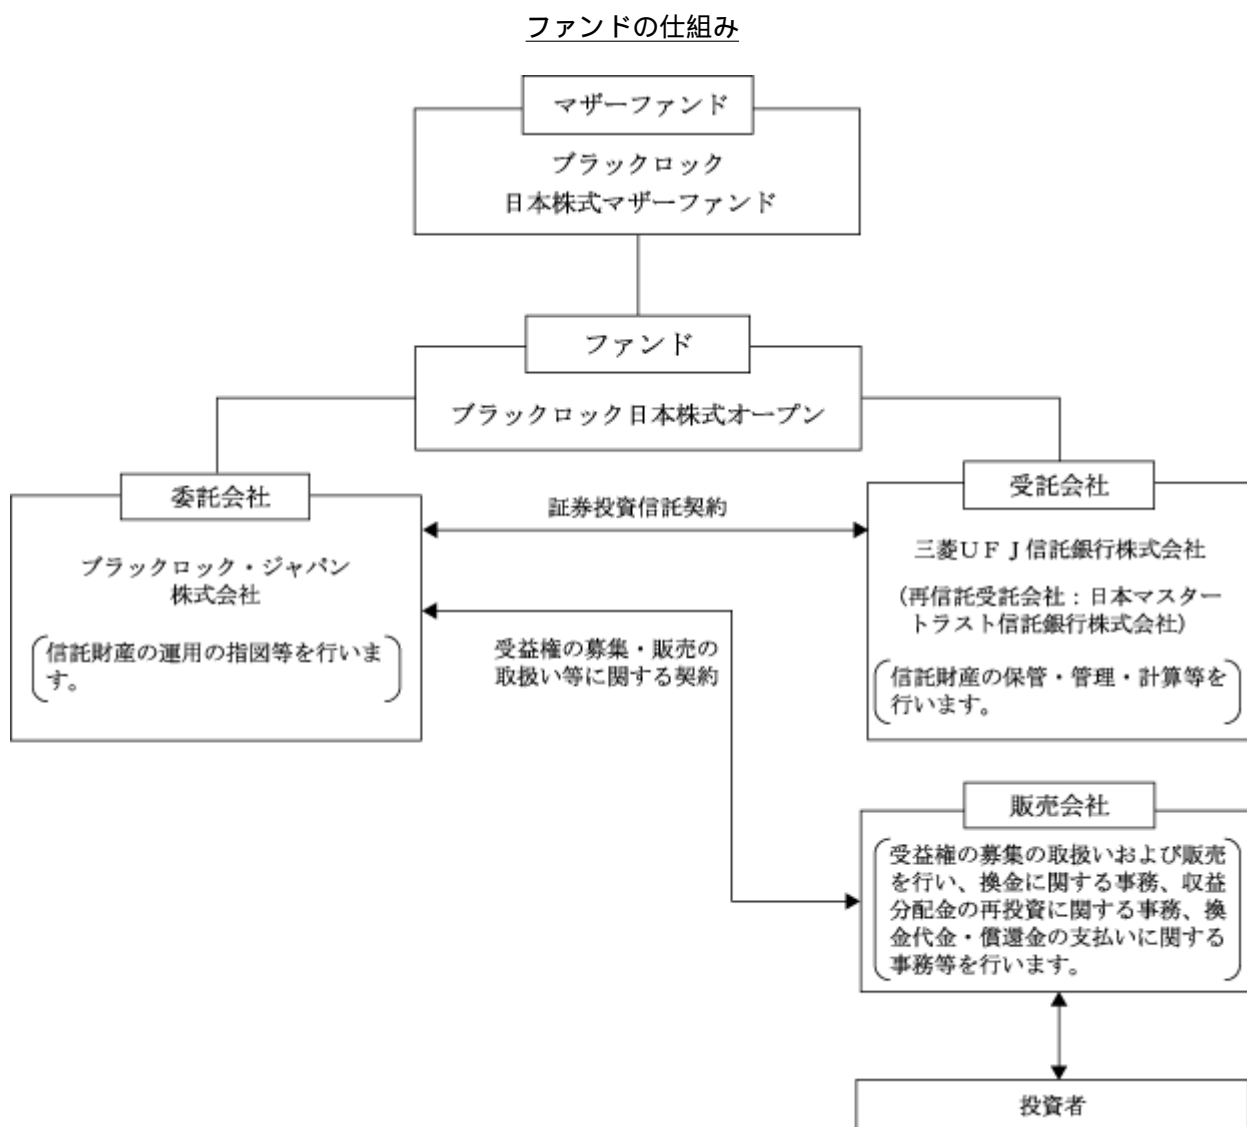 ファンドの仕組み
マザーファンド
ブラックロック
日本株式マザーファンド
ファンド
ブラックロック日本株式オープン
委託会社
ブラックロック・ジャパン
株式会社
信託財産の運用の指図等を行いま
す。
証券投資信託契約
受益権の募集・販売の
取扱い等に関する契約
受託会社
三菱UFJ信託銀行株式会社
(再信託受託会社:日本マスター
トラスト信託銀行株式会社)
信託財産の保管・管理・計算等を
行います。
販売会社
受益権の募集の取扱いおよび販売
を行い、換金に関する事務、収益
分配金の再投資に関する事務、換
金代金・償還金の支払いに関する
事務等を行います。
投資者